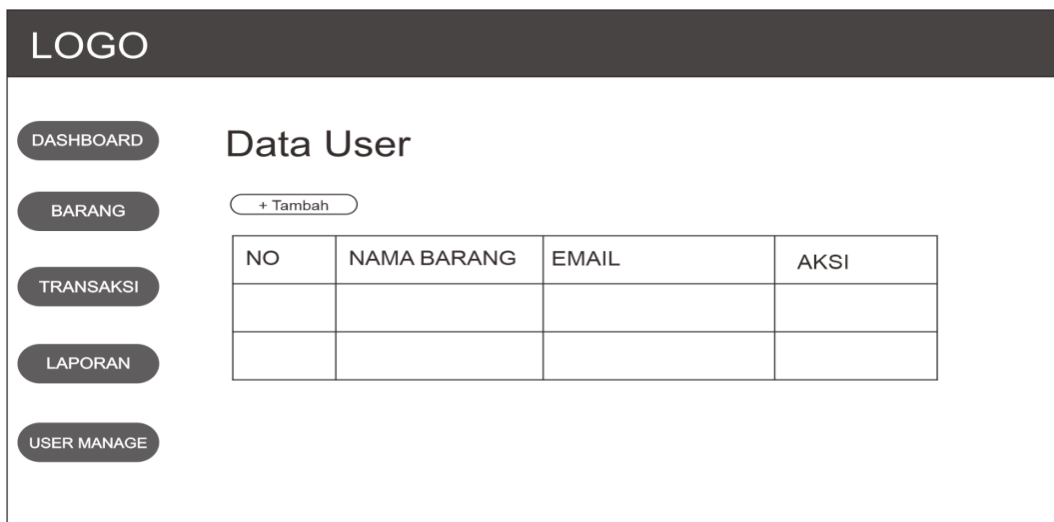 LOGO
DASHBOARD
BARANG
TRANSAKSI
LAPORAN
USER MANAGE
Data User
+ Tambah
NO NAMA BARANG EMAIL AKSI